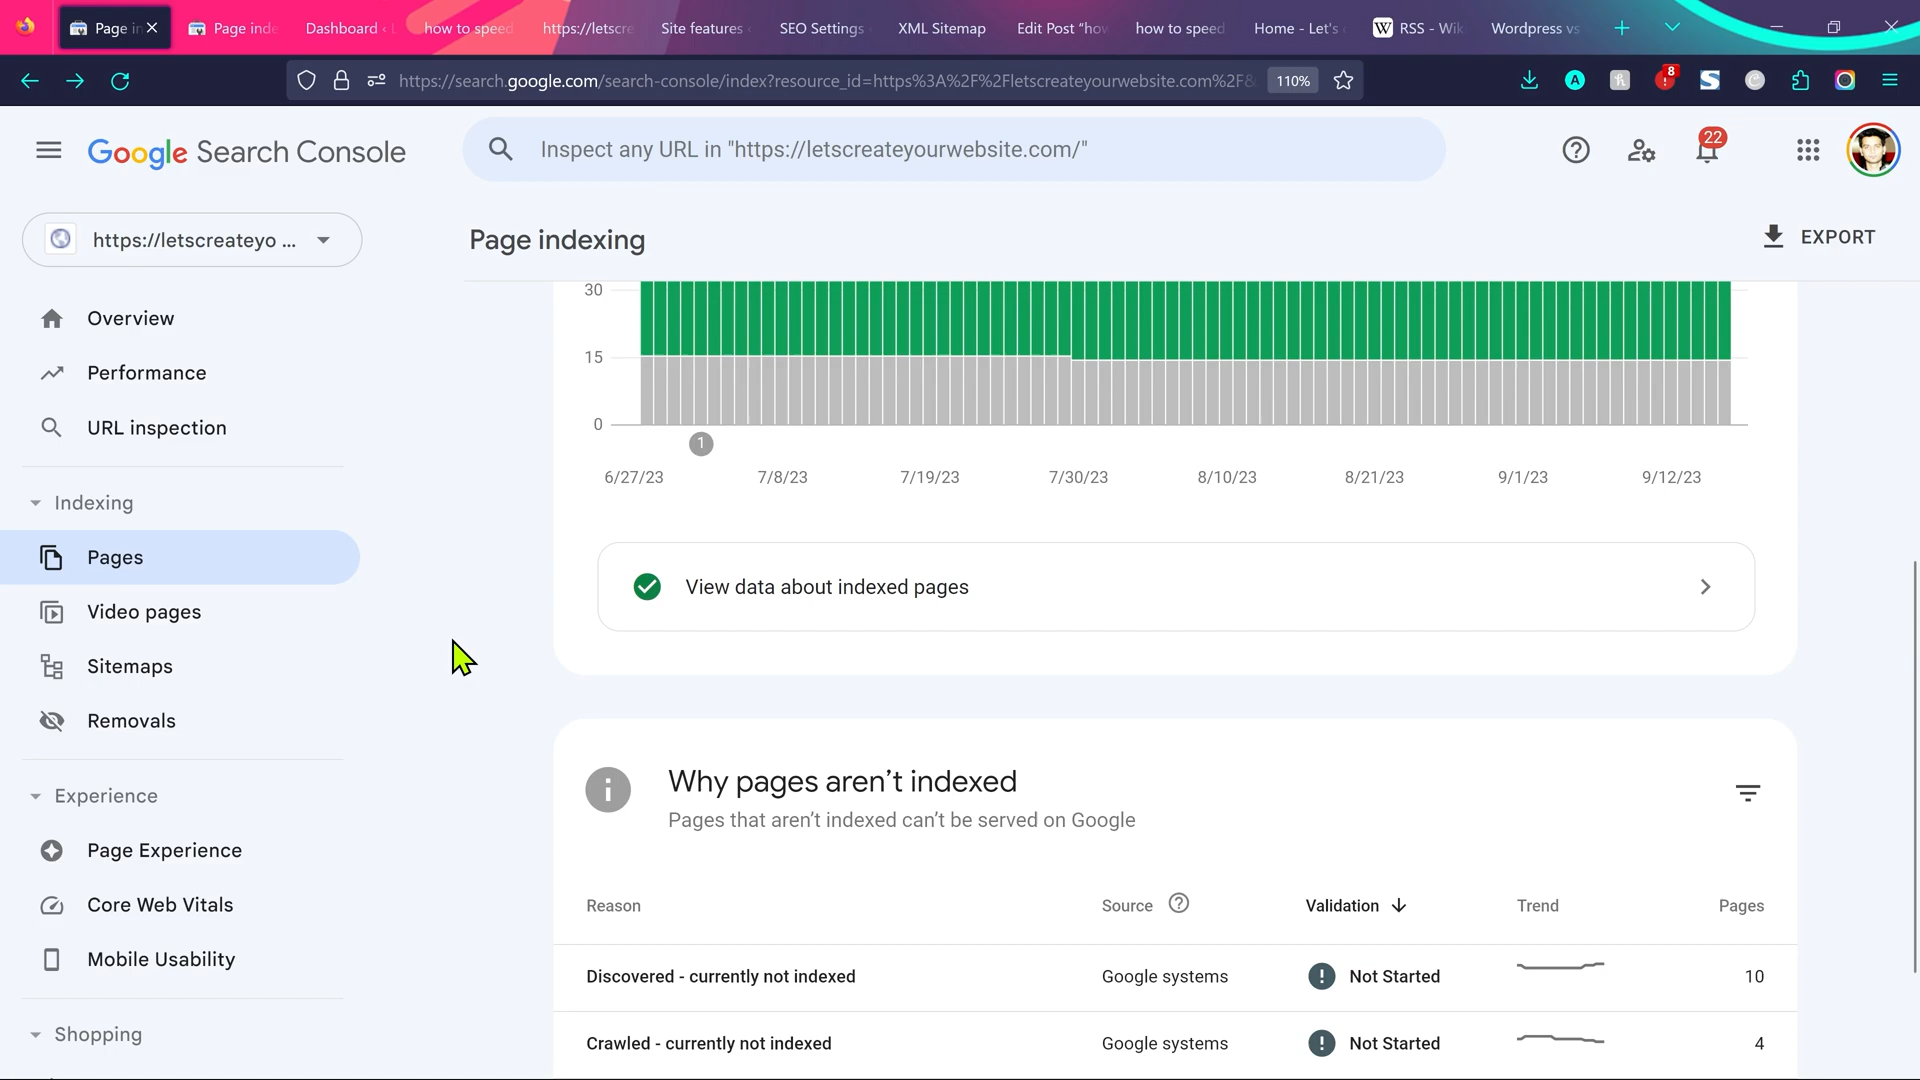 Page in
Page inde
Dashboard ‹ L
how to speed
https://letscre
Site features
SEO Settings
XML Sitemap
Edit Post "how
how to speed
Home - Let's
W RSS - Wik
Wordpress vs
https://search.google.com/search-console/index?resource_id=https%3A%2F%2Fletscreateyourwebsite.com%2F&
110%
A
8
Google Search Console
Inspect any URL in "https://letscreateyourwebsite.com/"
22
https://letscreateyo ...
Page indexing
EXPORT
Overview
Performance
URL inspection
Indexing
Pages
Video pages
Sitemaps
Removals
Experience
Page Experience
Core Web Vitals
Mobile Usability
Shopping
30
15
0
1
6/27/23 7/8/23 7/19/23 7/30/23 8/10/23 8/21/23 9/1/23 9/12/23
View data about indexed pages
Why pages aren't indexed
Pages that aren't indexed can't be served on Google
Reason Source Validation Trend Pages
Discovered - currently not indexed Google systems Not Started 10
Crawled - currently not indexed Google systems Not Started 4